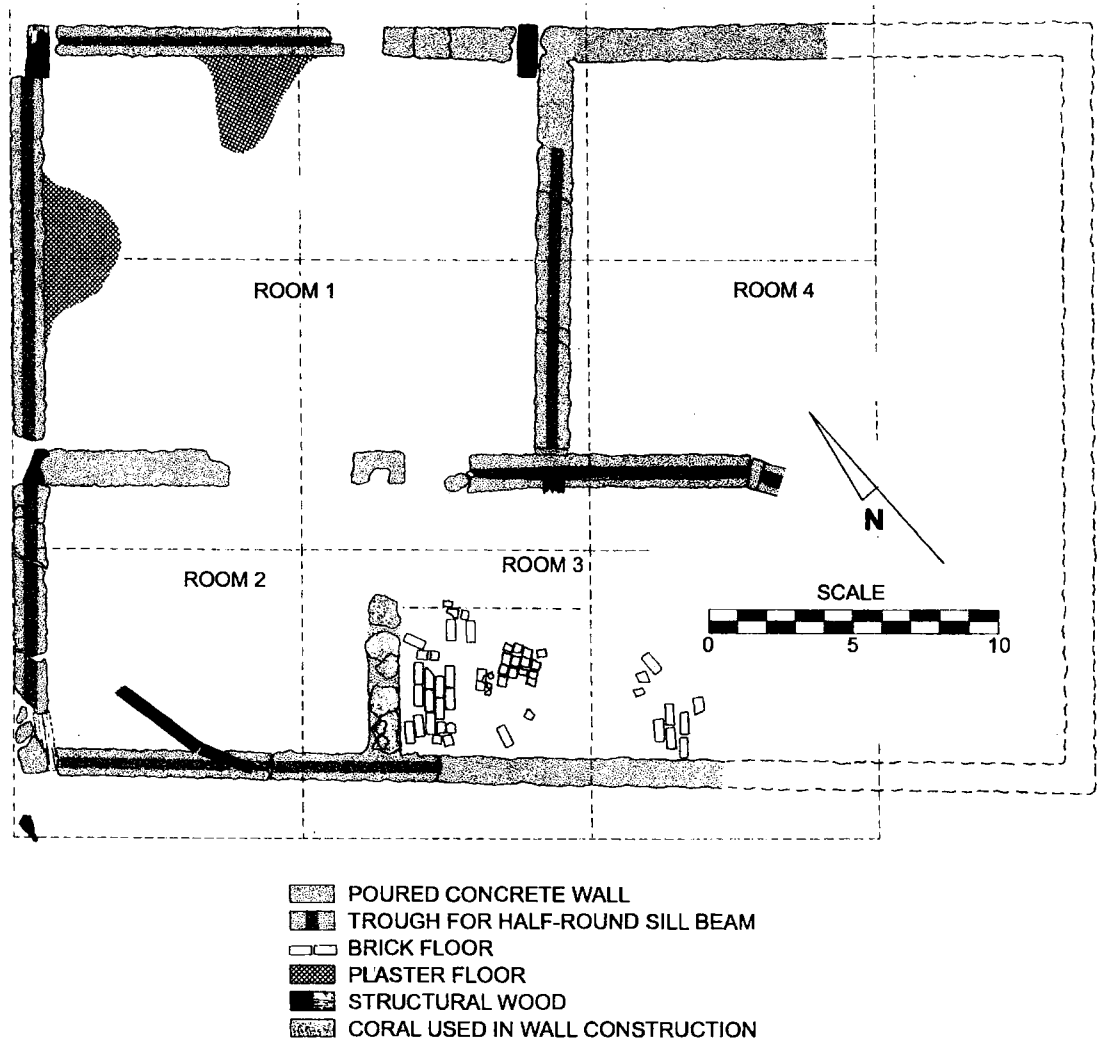 ROOM 1
ROOM 4
N
ROOM 3
ROOM 2
SCALE
0 5 10
POURED CONCRETE WALL
TROUGH FOR HALF-ROUND SILL BEAM
BRICK FLOOR
PLASTER FLOOR
STRUCTURAL WOOD
CORAL USED IN WALL CONSTRUCTION